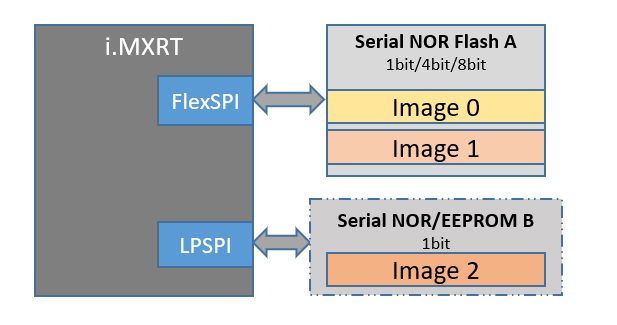 i.MXRT
FlexSPI
LPSPI
Serial NOR Flash A
1bit/4bit/8bit
Image 0
Image 1
Serial NOR/EEPROM B
1bit
Image 2